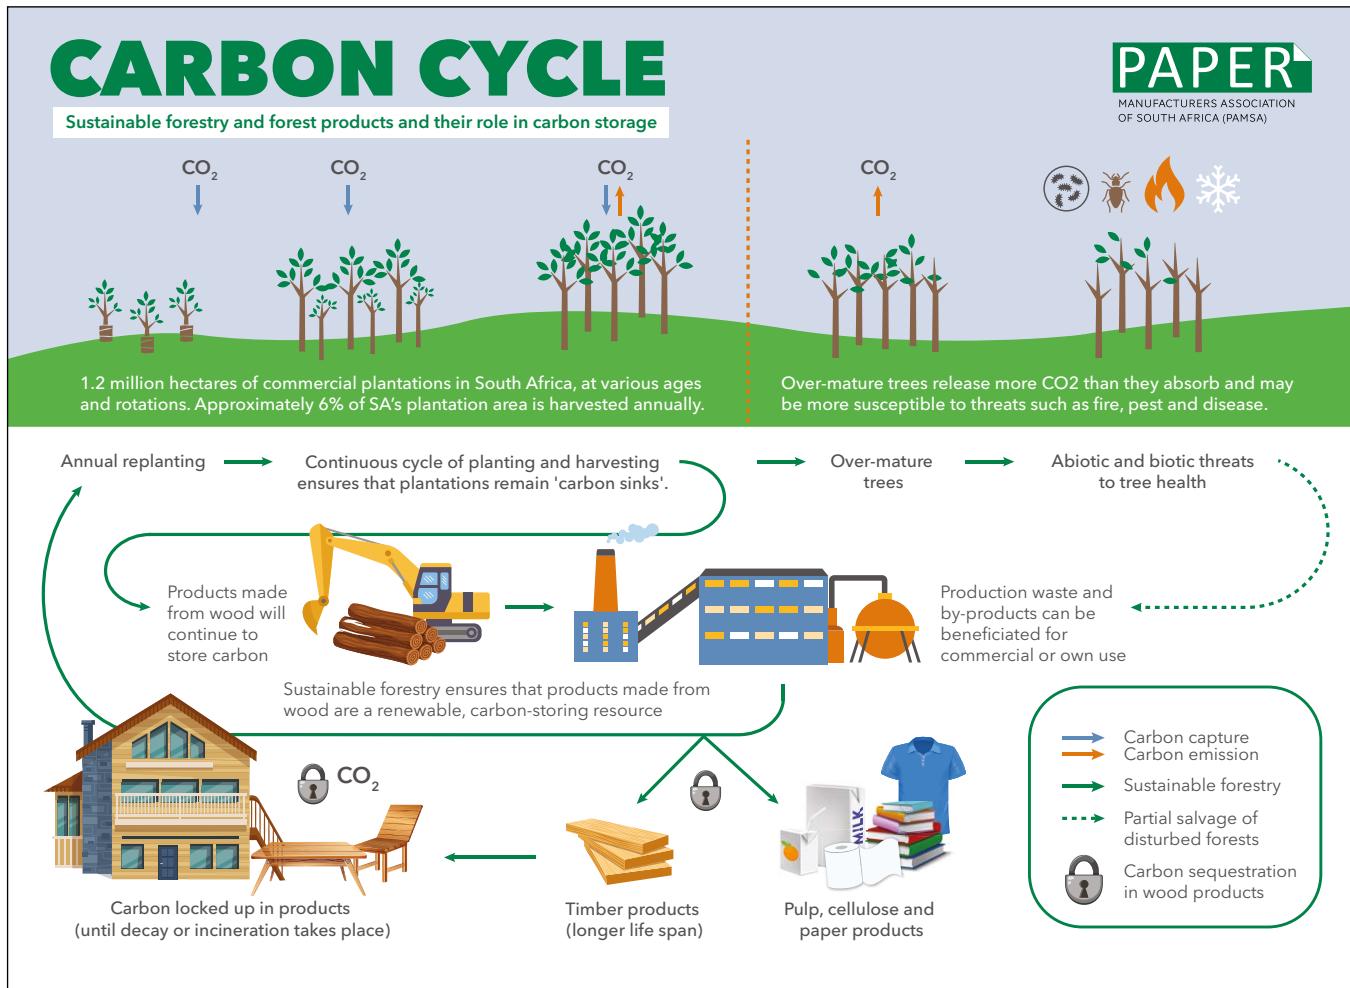 CARBON CYCLE
Sustainable forestry and forest products and their role in carbon storage
PAPER
MANUFACTURERS ASSOCIATION
OF SOUTH AFRICA (PAMSA)
CO2
CO2
CO2
CO2
1.2 million hectares of commercial plantations in South Africa, at various ages
and rotations. Approximately 6% of SA's plantation area is harvested annually.
Over-mature trees release more CO2 than they absorb and may
be more susceptible to threats such as fire, pest and disease.
Annual replanting
Continuous cycle of planting and harvesting
ensures that plantations remain 'carbon sinks'.
Over-mature
trees
Abiotic and biotic threats
to tree health
Products made
from wood will
continue to
store carbon
Production waste and
by-products can be
beneficiated for
commercial or own use
Sustainable forestry ensures that products made from
wood are a renewable, carbon-storing resource
CO2
MILK
Carbon capture
Carbon emission
Sustainable forestry
Partial salvage of
disturbed forests
Carbon sequestration
in wood products
Carbon locked up in products
(until decay or incineration takes place)
Timber products
(longer life span)
Pulp, cellulose and
paper products